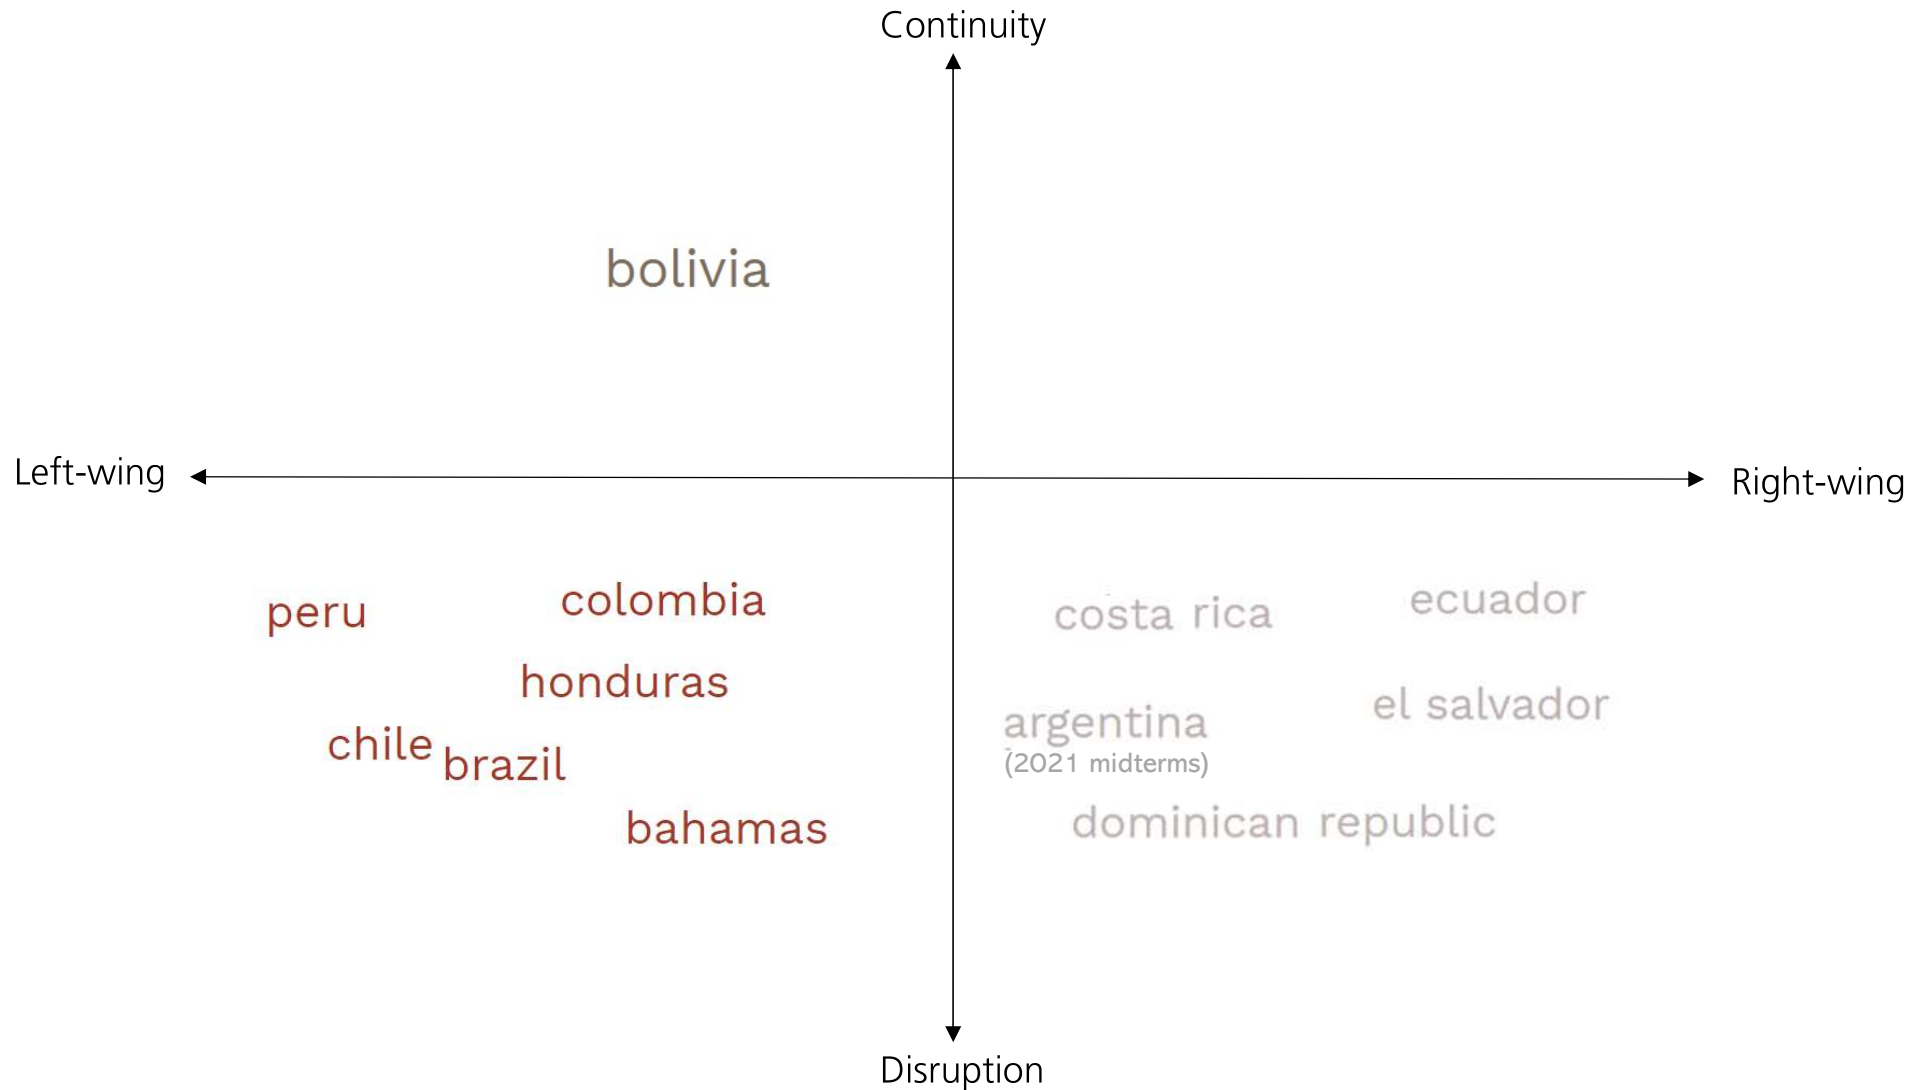 Continuity
bolivia
Left-wing
Right-wing
peru
colombia
costa rica
ecuador
honduras
el salvador
argentina
(2021 midterms)
chile
brazil
bahamas
dominican republic
Disruption